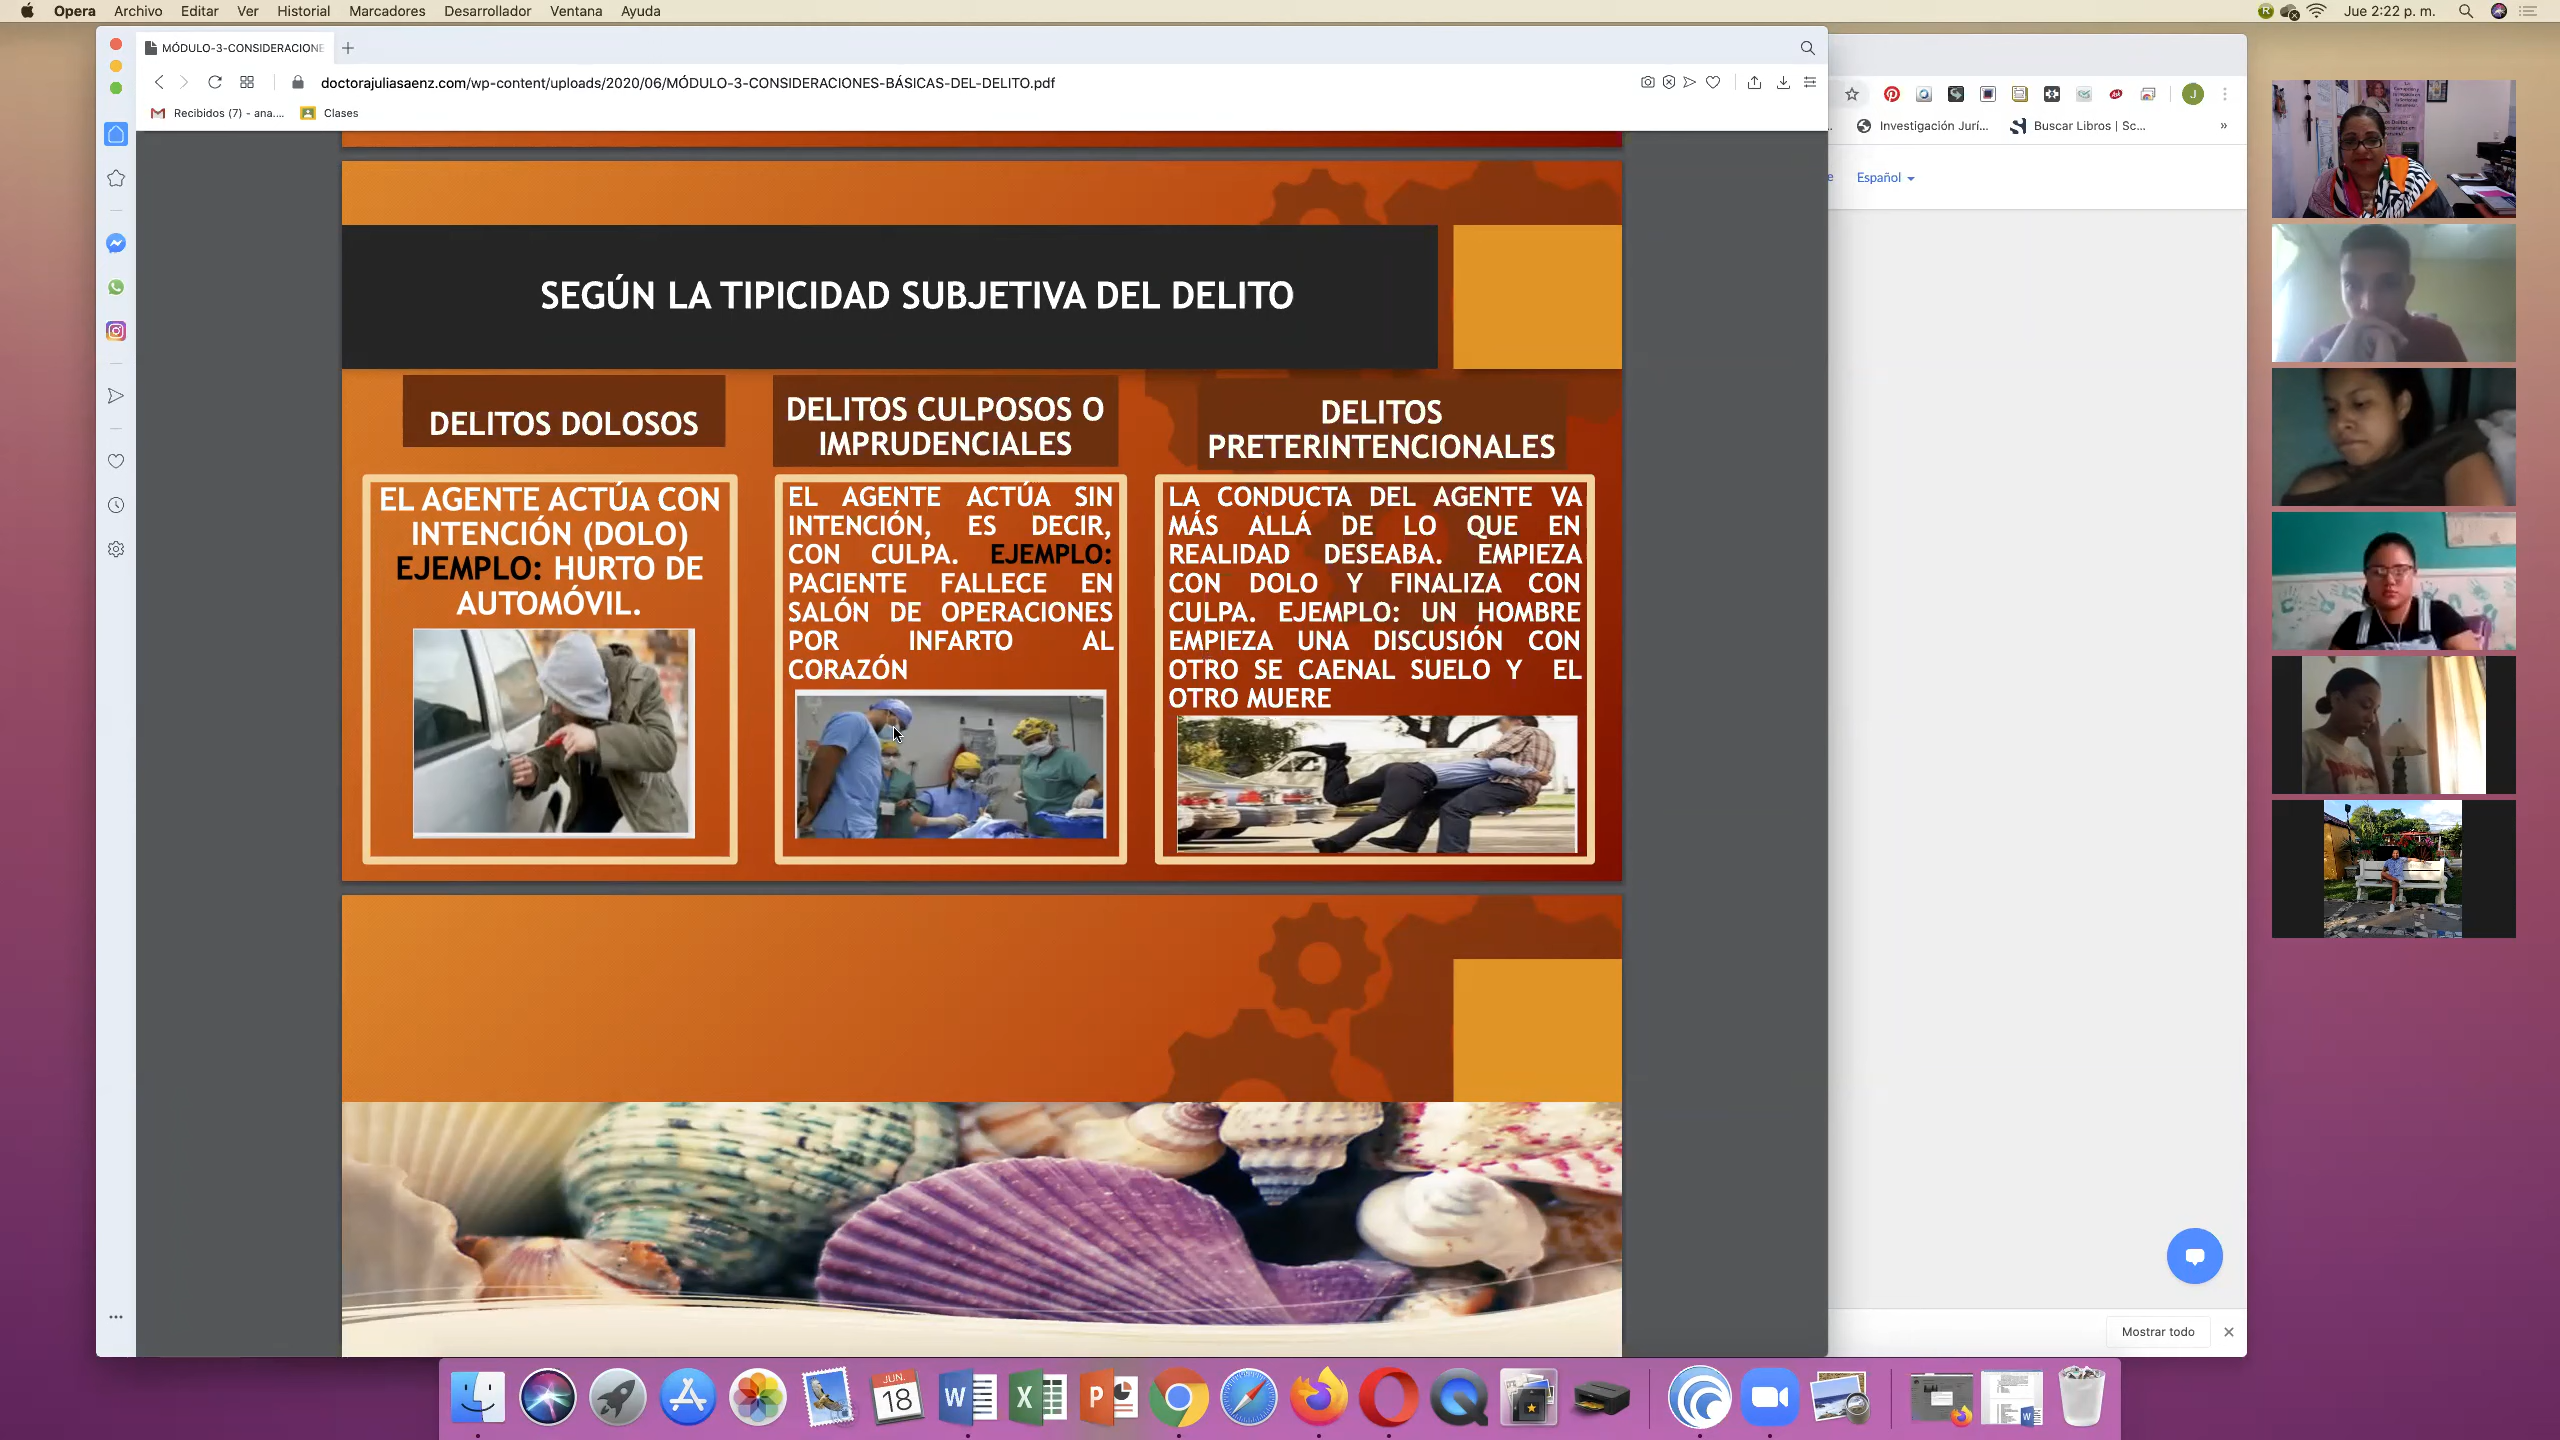 Opera Archivo Editar Ver Historial Marcadores Desarrollador Ventana Ayuda
Jue 2:22 p. m.
MÓDULO-3-CONSIDERACIONE
doctorajuliasaenz.com/wp-content/uploads/2020/06/MÓDULO-3-CONSIDERACIONES-BÁSICAS-DEL-DELITO.pdf
Recibidos (7) - ana.... Clases
J
Investigación Jurí... Buscar Libros | Sc... »
e Español
SEGÚN LA TIPICIDAD SUBJETIVA DEL DELITO
DELITOS DOLOSOS
EL AGENTE ACTÚA CON
INTENCIÓN (DOLO)
EJEMPLO: HURTO DE
AUTOMÓVIL.
DELITOS CULPOSOS O
IMPRUDENCIALES
EL AGENTE ACTÚA SIN
INTENCIÓN, ES DECIR,
CON CULPA. EJEMPLO:
PACIENTE FALLECE EN
SALÓN DE OPERACIONES
POR INFARTO AL
CORAZÓN
DELITOS
PRETERINTENCIONALES
LA CONDUCTA DEL AGENTE VA
MÁS ALLÁ DE LO QUE EN
REALIDAD DESEABA. EMPIEZA
CON DOLO Y FINALIZA CON
CULPA. EJEMPLO: UN HOMBRE
EMPIEZA UNA DISCUSIÓN CON
OTRO SE CAENAL SUELO Y EL
OTRO MUERE
Mostrar todo
JUN.
18